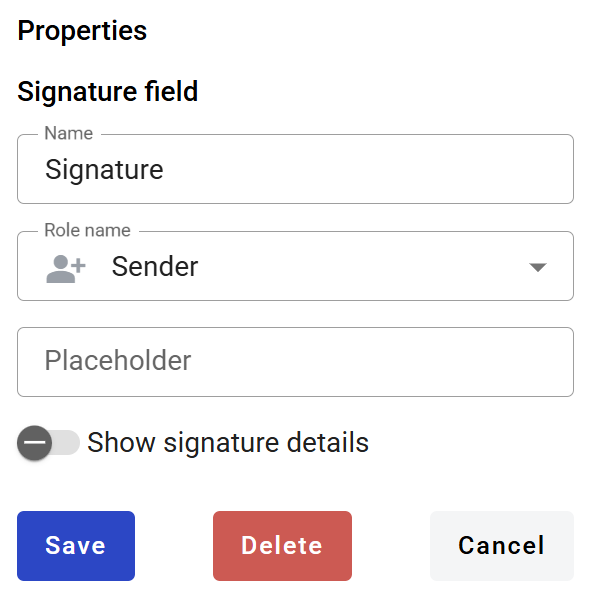 Properties
Signature field
Name
Signature
Role name
Sender
Placeholder
Show signature details
Save Delete Cancel